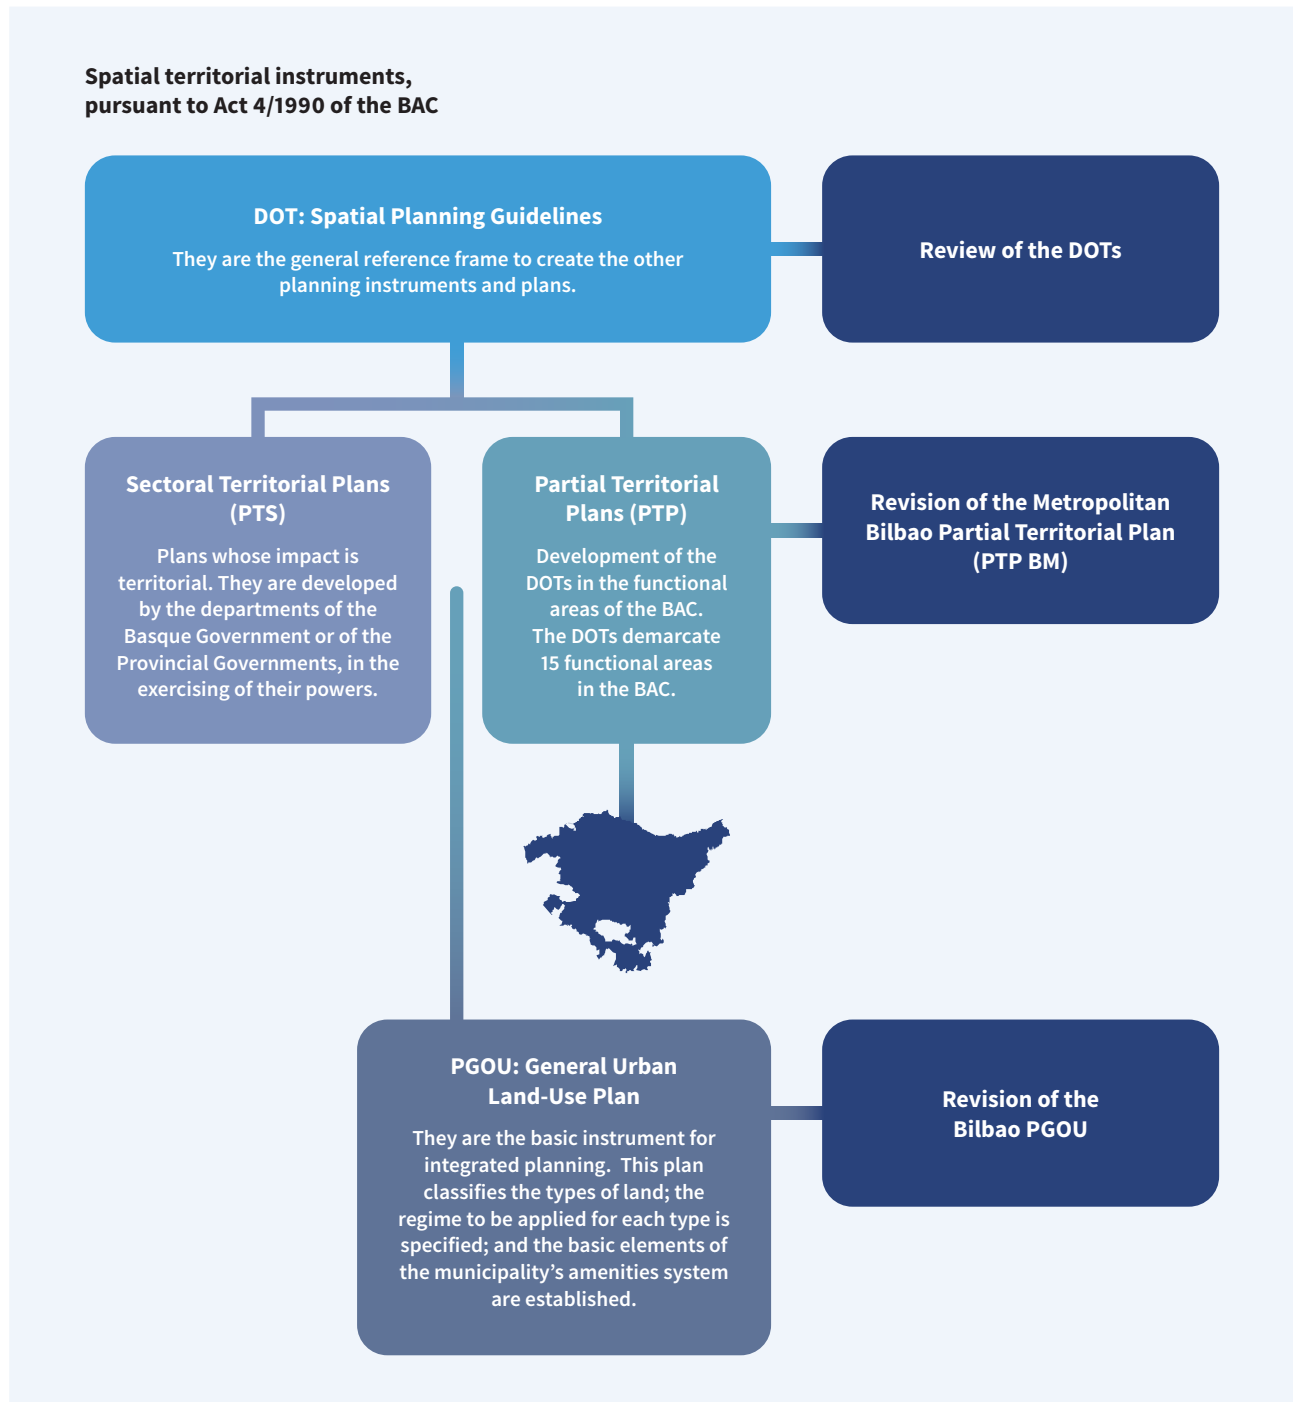 Spatial territorial instruments,
pursuant to Act 4/1990 of the BAC
DOT: Spatial Planning Guidelines
They are the general reference frame to create the other
planning instruments and plans.
Review of the DOTs
Sectoral Territorial Plans
(PTS)
Plans whose impact is
territorial. They are developed
by the departments of the
Basque Government or of the
Provincial Governments, in the
exercising of their powers.
Partial Territorial
Plans (PTP)
Development of the
DOTs in the functional
areas of the BAC.
The DOTs demarcate
15 functional areas
in the BAC.
Revision of the Metropolitan
Bilbao Partial Territorial Plan
(PTP BM)
PGOU: General Urban
Land-Use Plan
They are the basic instrument for
integrated planning.  This plan
classifies the types of land; the
regime to be applied for each type is
specified; and the basic elements of
the municipality’s amenities system
are established.
Revision of the
Bilbao PGOU